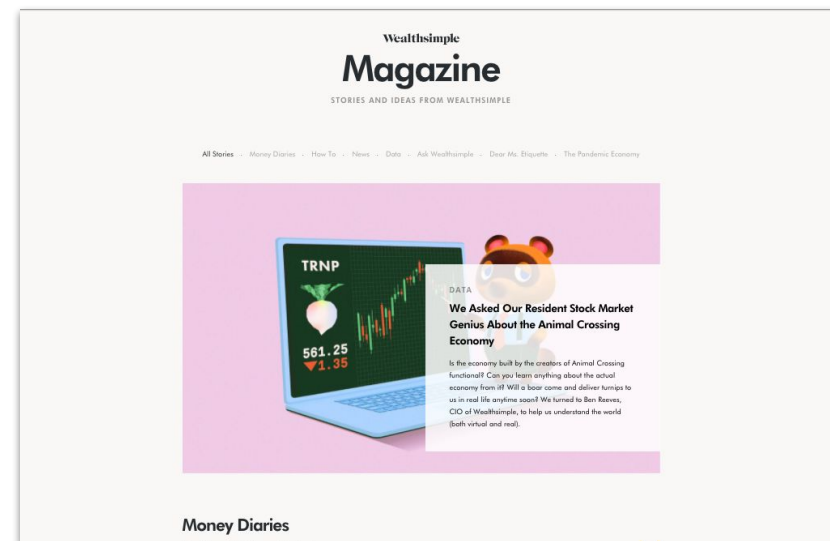 Wealthsimple
Magazine
STORIES AND IDEAS FROM WEALTHSIMPLE
All Stories Money Diaries How To News Data Ask Wealthsimple Dear Ms. Etiquette The Pandemic Economy
TRNP
561.25
▼1.35
DATA
We Asked Our Resident Stock Market
Genius About the Animal Crossing
Economy
Is the economy built by the creators of Animal Crossing
functional? Can you learn anything about the actual
economy from it? Will a boar come and deliver turnips to
us in real life anytime soon? We turned to Ben Reeves,
CIO of Wealthsimple, to help us understand the world
(both virtual and real).
Money Diaries